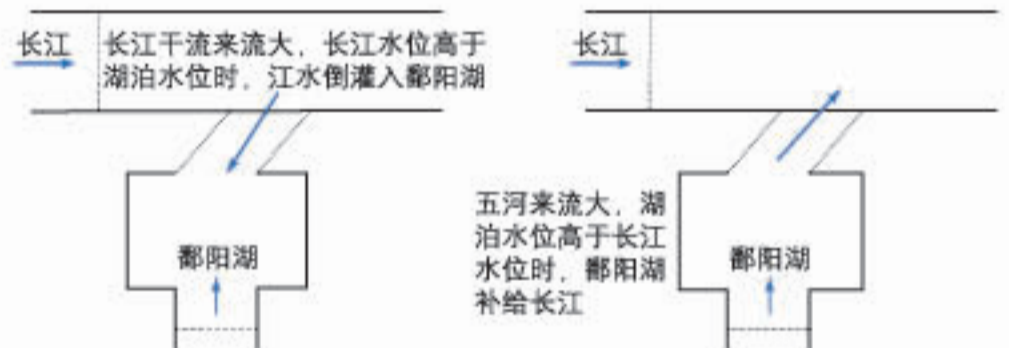 长江
长江干流来流大，长江水位高于
湖泊水位时，江水倒灌入鄱阳湖
鄱阳湖
长江
五河来流大，湖
泊水位高于长江
水位时，鄱阳湖
补给长江
鄱阳湖